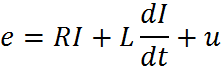 e = RI + L dI/dt + u